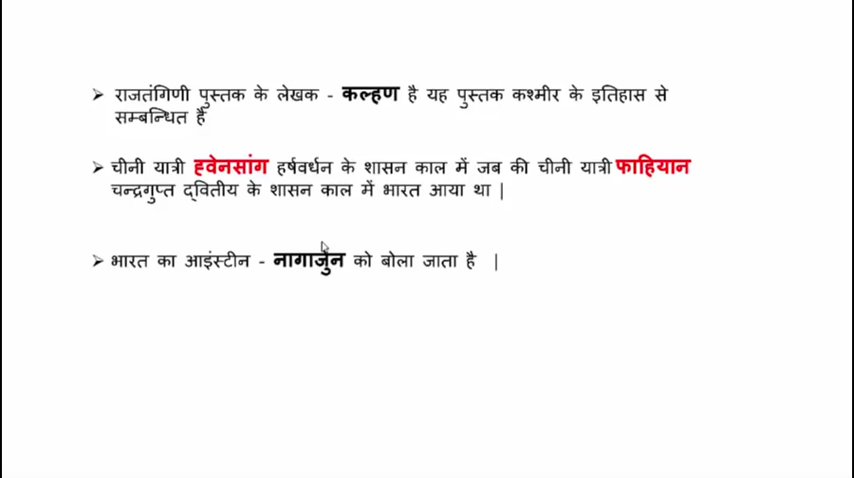 ➢ राजतंगिणी पुस्तक के लेखक - कल्हण है यह पुस्तक कश्मीर के इतिहास से
सम्बन्धित है
➢ चीनी यात्री ह्वेनसांग हर्षवर्धन के शासन काल में जब की चीनी यात्री फाहियान
चन्द्रगुप्त द्वितीय के शासन काल में भारत आया था |
➢ भारत का आइंस्टीन - नागार्जुन को बोला जाता है |